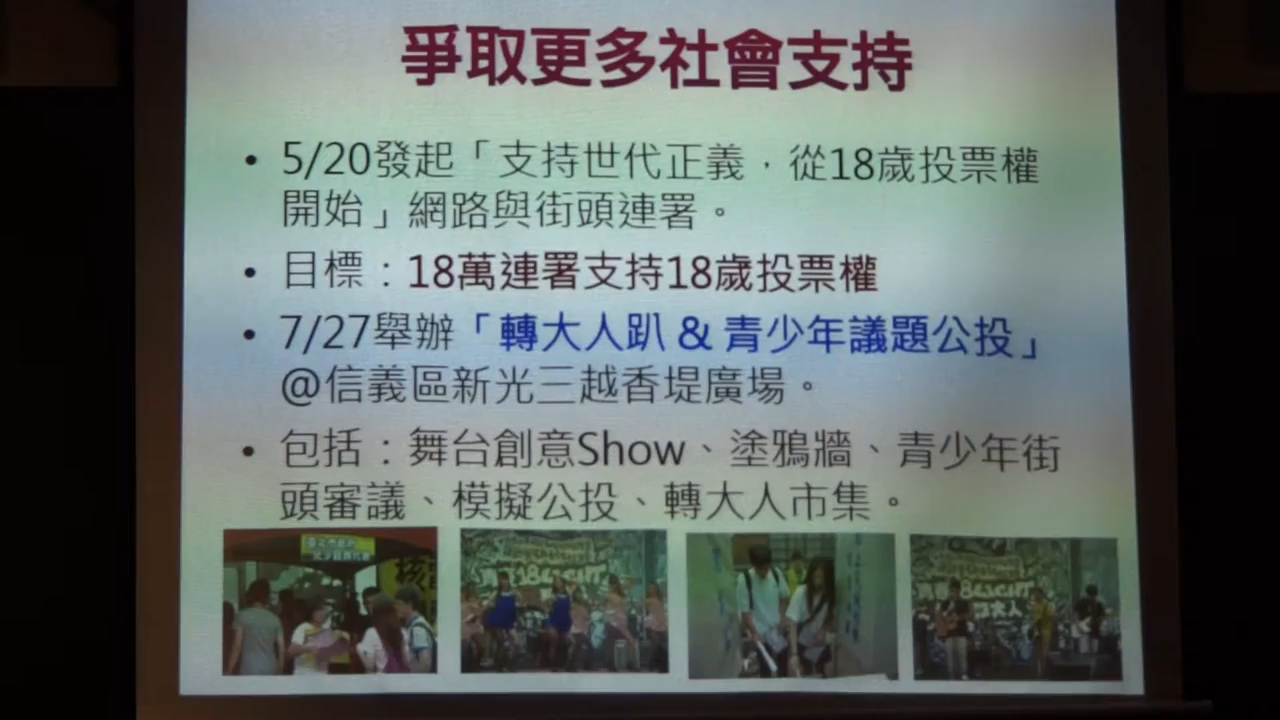 爭取更多社會支持
• 5/20發起「支持世代正義，從18歲投票權
開始」網路與街頭連署。
• 目標：18萬連署支持18歲投票權
• 7/27舉辦「轉大人趴 & 青少年議題公投」
@信義區新光三越香堤廣場。
• 包括：舞台創意Show、塗鴉牆、青少年街
頭審議、模擬公投、轉大人市集。